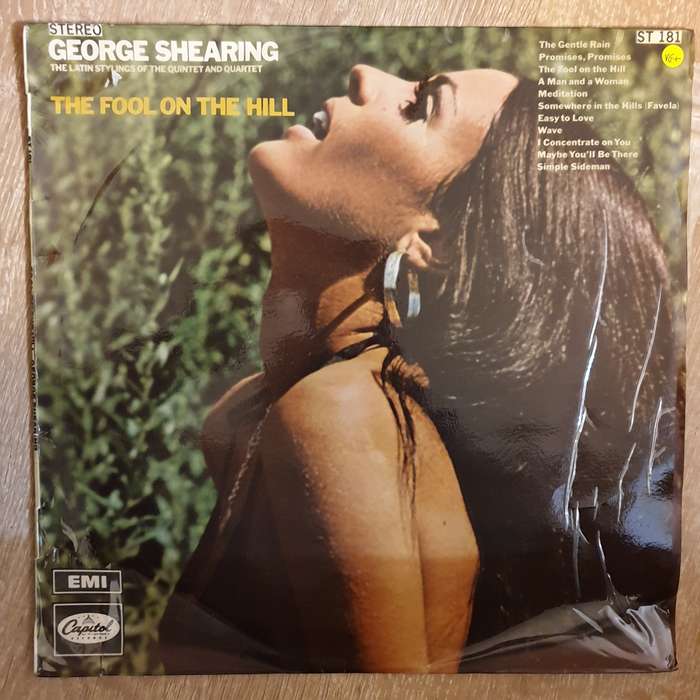 STEREO
GEORGE SHEARING
THE LATIN STYLINGS OF THE QUINTET AND QUARTET
THE FOOL ON THE HILL
ST 181
The Gentle Rain
Promises, Promises
The Fool on the Hill
A Man and a Woman
Meditation
Somewhere in the Hills (Favela)
Easy to Love
Wave
I Concentrate on You
Maybe You'll Be There
Simple Sideman
EMI
Capitol
RECORDS